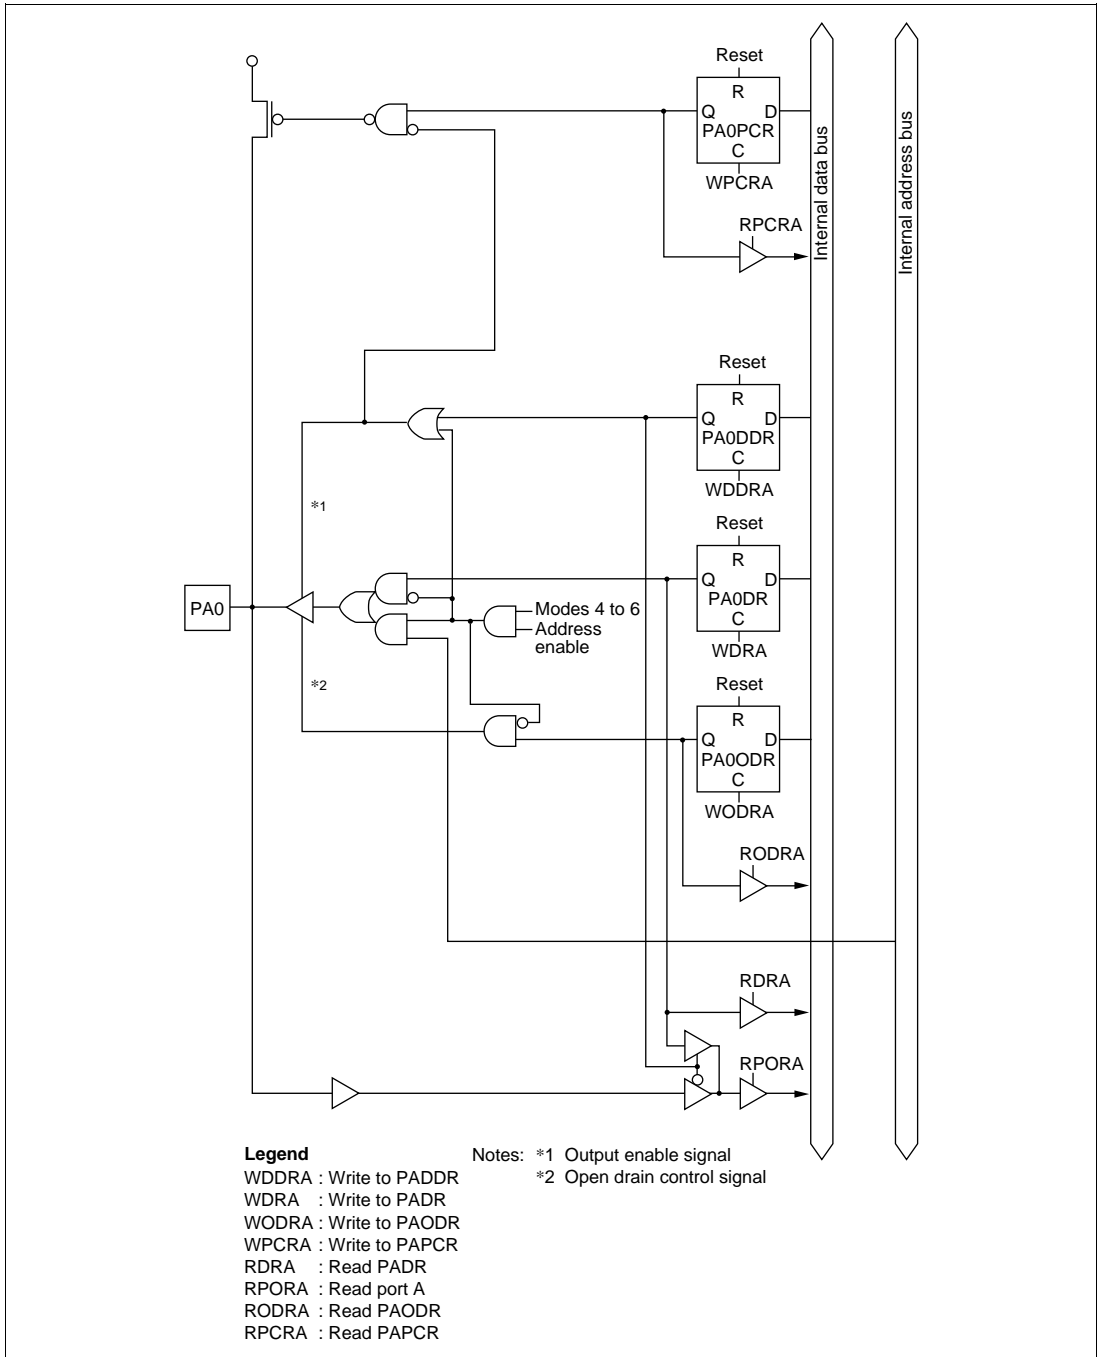 Reset
R
Q D
PA0PCR
C
WPCRA
RPCRA
Internal data bus
Internal address bus
Reset
R
Q D
PA0DDR
C
WDDRA
*1
Reset
R
Q D
PA0DR
C
WDRA
PA0
Modes 4 to 6
Address
enable
*2
Reset
R
Q D
PA0ODR
C
WODRA
RODRA
RDRA
RPORA
Legend
WDDRA : Write to PADDR
WDRA : Write to PADR
WODRA : Write to PAODR
WPCRA : Write to PAPCR
RDRA : Read PADR
RPORA : Read port A
RODRA : Read PAODR
RPCRA : Read PAPCR
Notes: *1 Output enable signal
*2 Open drain control signal